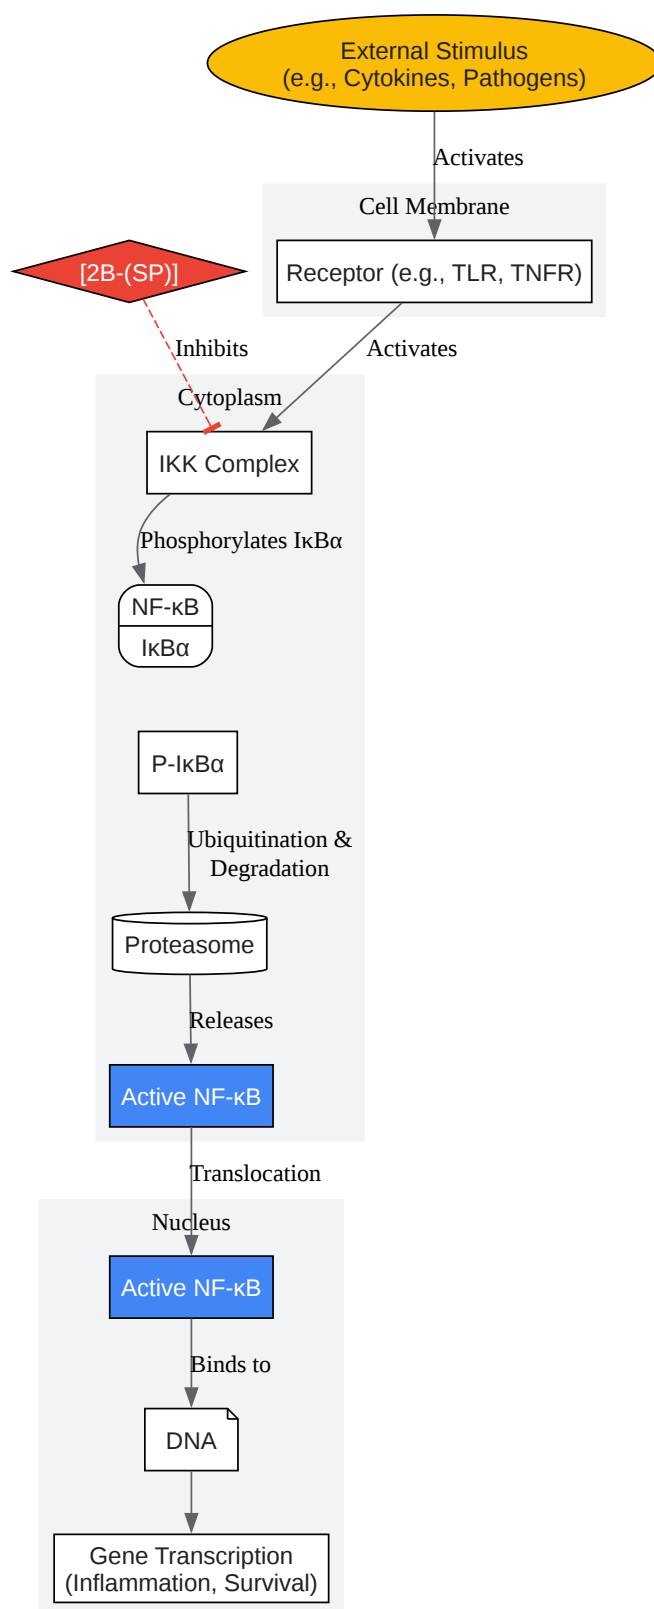 External Stimulus
(e.g., Cytokines, Pathogens)
Activates
Cell Membrane
[2B-(SP)]
Receptor (e.g., TLR, TNFR)
Inhibits
Activates
Cytoplasm
IKK Complex
Phosphorylates IκBα
NF-κB
IκBα
P-IκBα
Ubiquitination &
Degradation
Proteasome
Releases
Active NF-κB
Translocation
Nucleus
Active NF-κB
Binds to
DNA
Gene Transcription
(Inflammation, Survival)